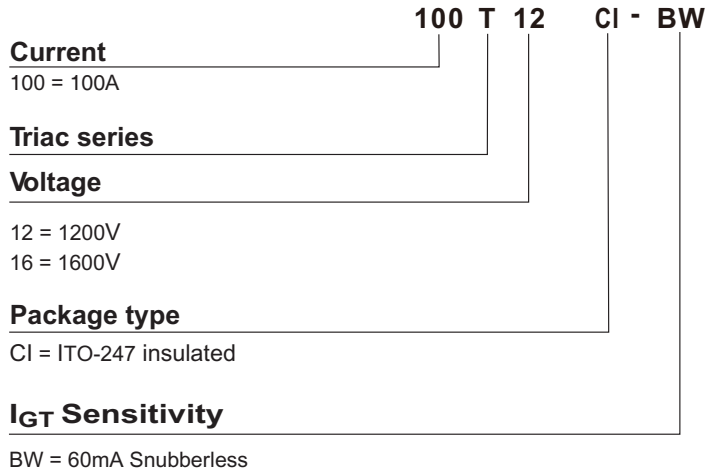 100 T 12 CI - BW
Current
100 = 100A
Triac series
Voltage
12 = 1200V
16 = 1600V
Package type
CI = ITO-247 insulated
IGT Sensitivity
BW = 60mA Snubberless